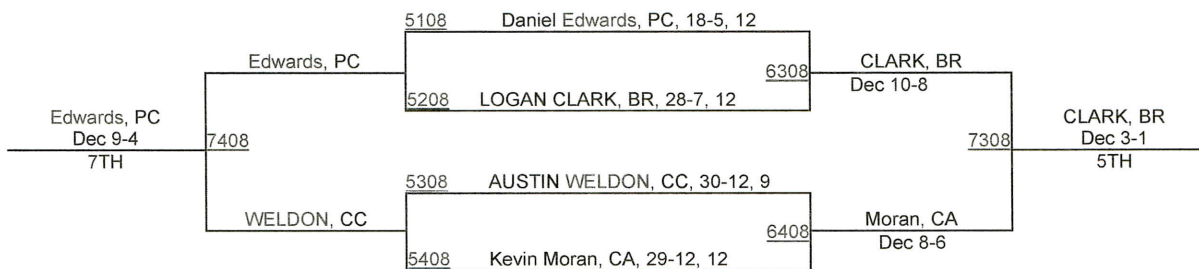 5108 Daniel Edwards, PC, 18-5, 12
Edwards, PC
6308 CLARK, BR
Dec 10-8
5208 LOGAN CLARK, BR, 28-7, 12
Edwards, PC
Dec 9-4
7TH
7408
7308
CLARK, BR
Dec 3-1
5TH
5308 AUSTIN WELDON, CC, 30-12, 9
WELDON, CC
6408 Moran, CA
Dec 8-6
5408 Kevin Moran, CA, 29-12, 12